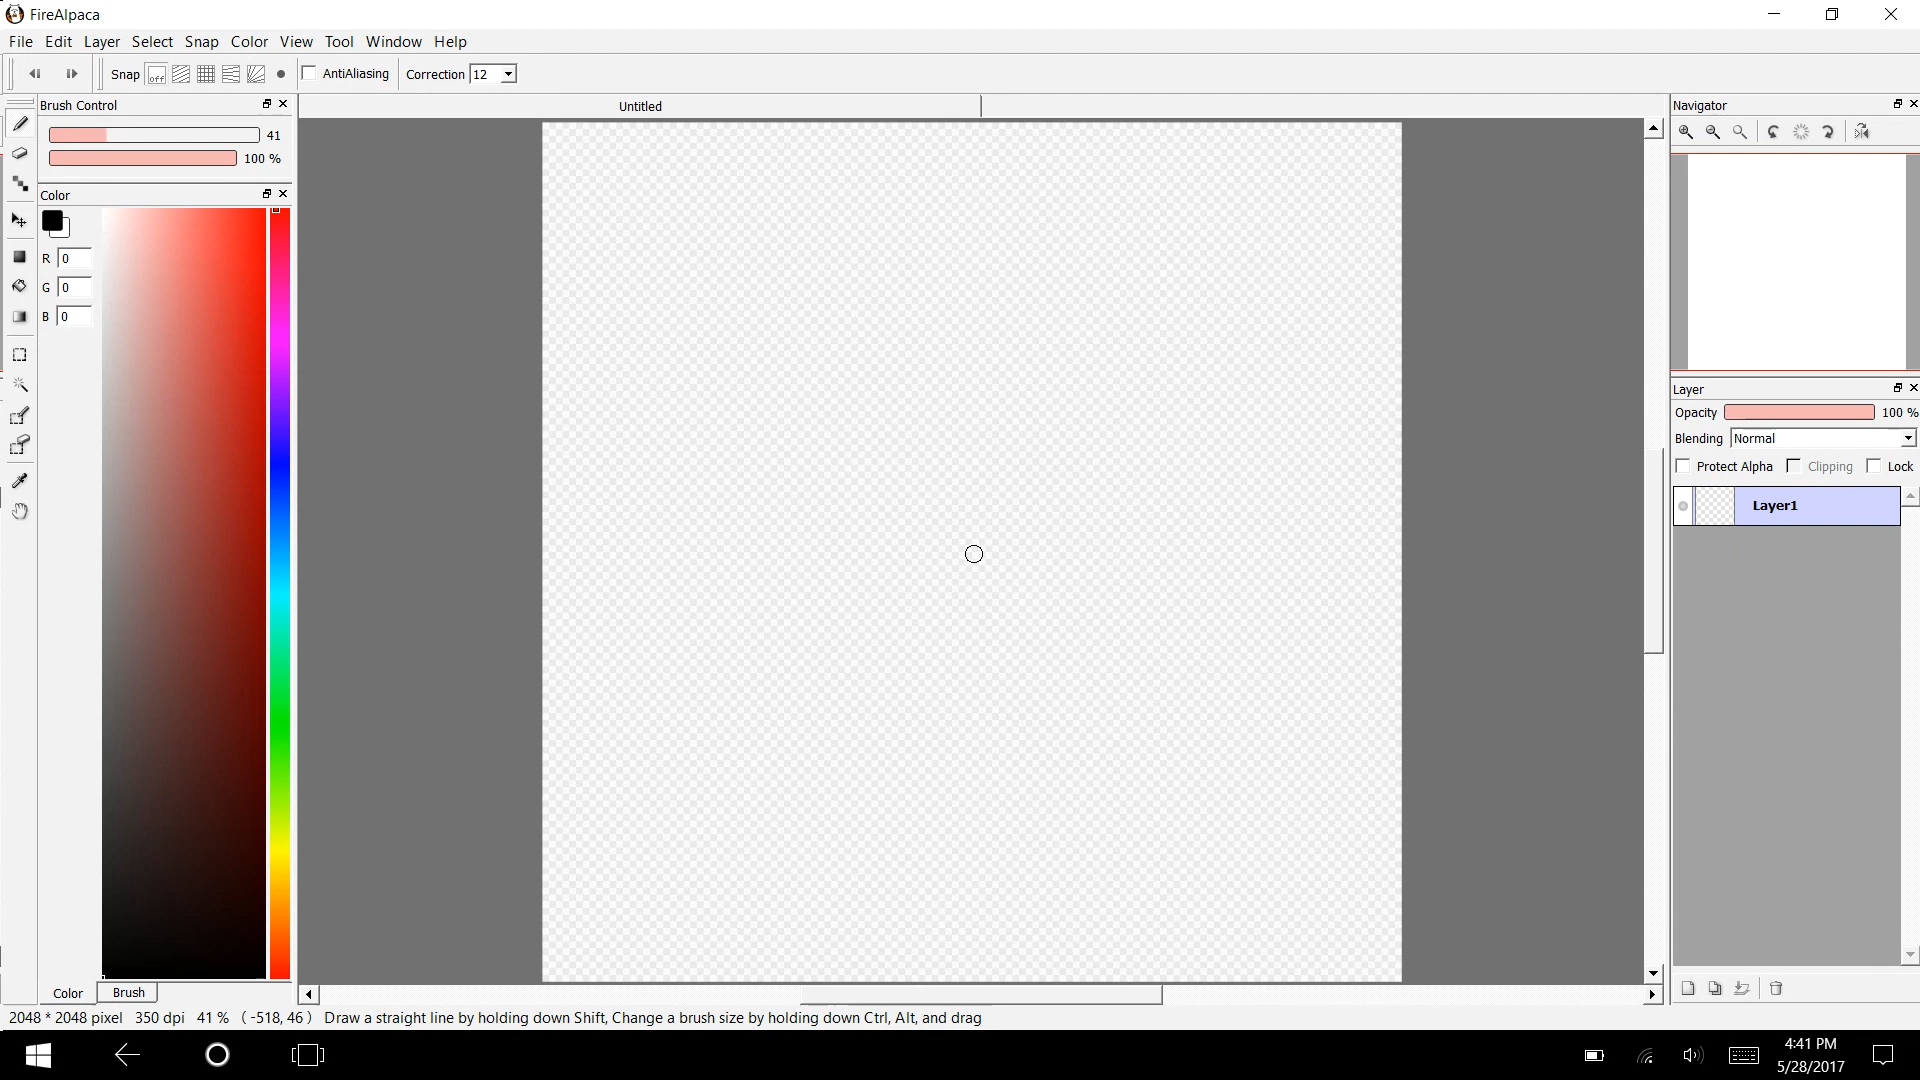 FireAlpaca
File Edit Layer Select Snap Color View Tool Window Help
Snap off AntiAliasing Correction 12
Brush Control
41
100 %
Color
R 0
G 0
B 0
Color Brush
Untitled
Navigator
Layer
Opacity 100 %
Blending Normal
Protect Alpha Clipping Lock
Layer1
2048 * 2048 pixel 350 dpi 41 % ( -518, 46 ) Draw a straight line by holding down Shift, Change a brush size by holding down Ctrl, Alt, and drag
4:41 PM
5/28/2017